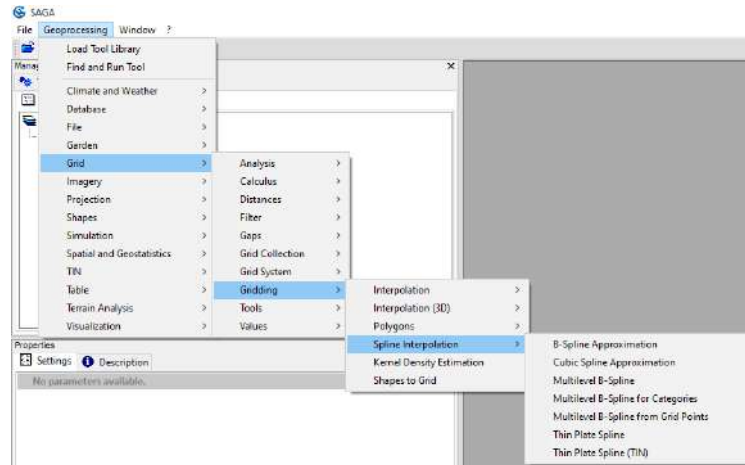 SAGA
File Geoprocessing Window ?
Load Tool Library
Find and Run Tool
Climate and Weather
Database
File
Garden
Grid
Imagery
Projection
Shapes
Simulation
Spatial and Geostatistics
TIN
Table
Terrain Analysis
Visualization
Analysis
Calculus
Distances
Filter
Gaps
Grid Collection
Grid System
Gridding
Tools
Values
Interpolation
Interpolation (3D)
Polygons
Spline Interpolation
Kernel Density Estimation
Shapes to Grid
B-Spline Approximation
Cubic Spline Approximation
Multilevel B-Spline
Multilevel B-Spline for Categories
Multilevel B-Spline from Grid Points
Thin Plate Spline
Thin Plate Spline (TIN)
Properties
Settings Description
No parameters available.